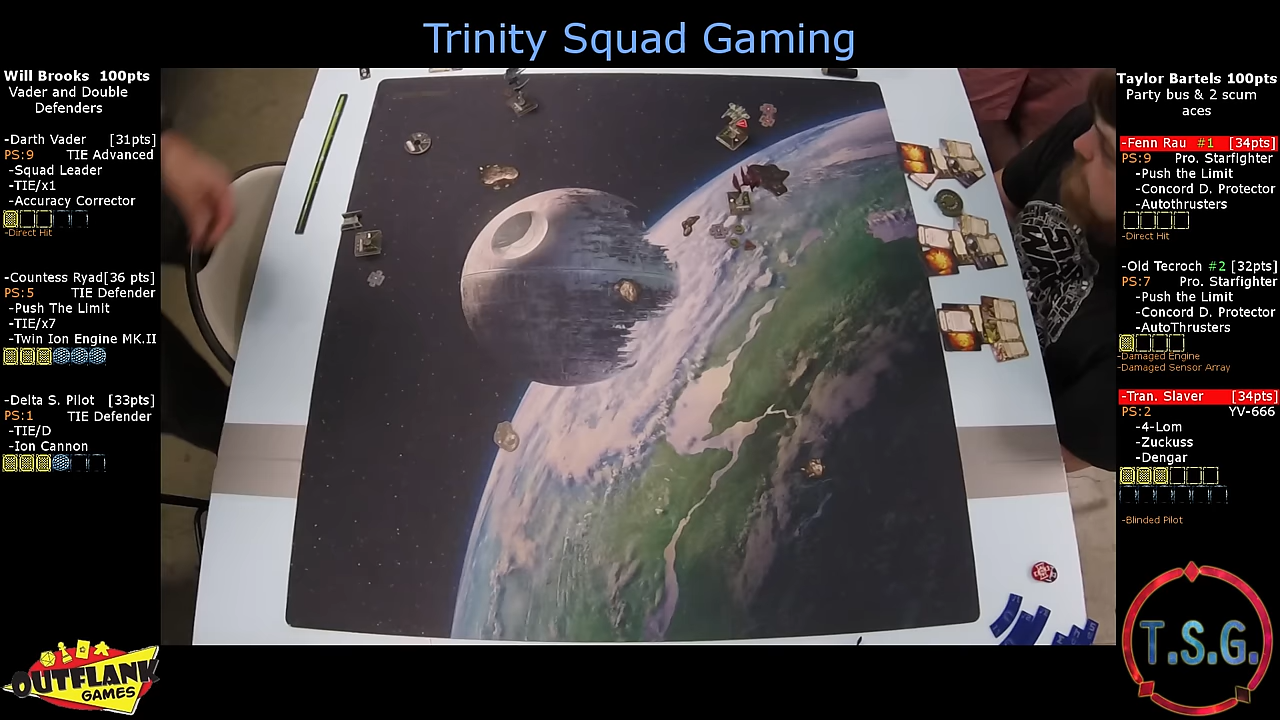 Trinity Squad Gaming
Will Brooks 100pts
Vader and Double
Defenders
-Darth Vader [31pts]
PS:9 TIE Advanced
-Squad Leader
-TIE/x1
-Accuracy Corrector
-Direct Hit
-Countess Ryad[36 pts]
PS:5 TIE Defender
-Push The Limit
-TIE/x7
-Twin Ion Engine MK.II
-Delta S. Pilot [33pts]
PS:1 TIE Defender
-TIE/D
-Ion Cannon
OUTFLANK
GAMES
Taylor Bartels 100pts
Party bus & 2 scum
aces
-Fenn Rau #1 [34pts]
PS:9 Pro. Starfighter
-Push the Limit
-Concord D. Protector
-Autothrusters
-Direct Hit
-Old Tecroch #2 [32pts]
PS:7 Pro. Starfighter
-Push the Limit
-Concord D. Protector
-AutoThrusters
-Damaged Engine
-Damaged Sensor Array
-Tran. Slaver [34pts]
PS:2 YV-666
-4-Lom
-Zuckuss
-Dengar
-Blinded Pilot
T.S.G.